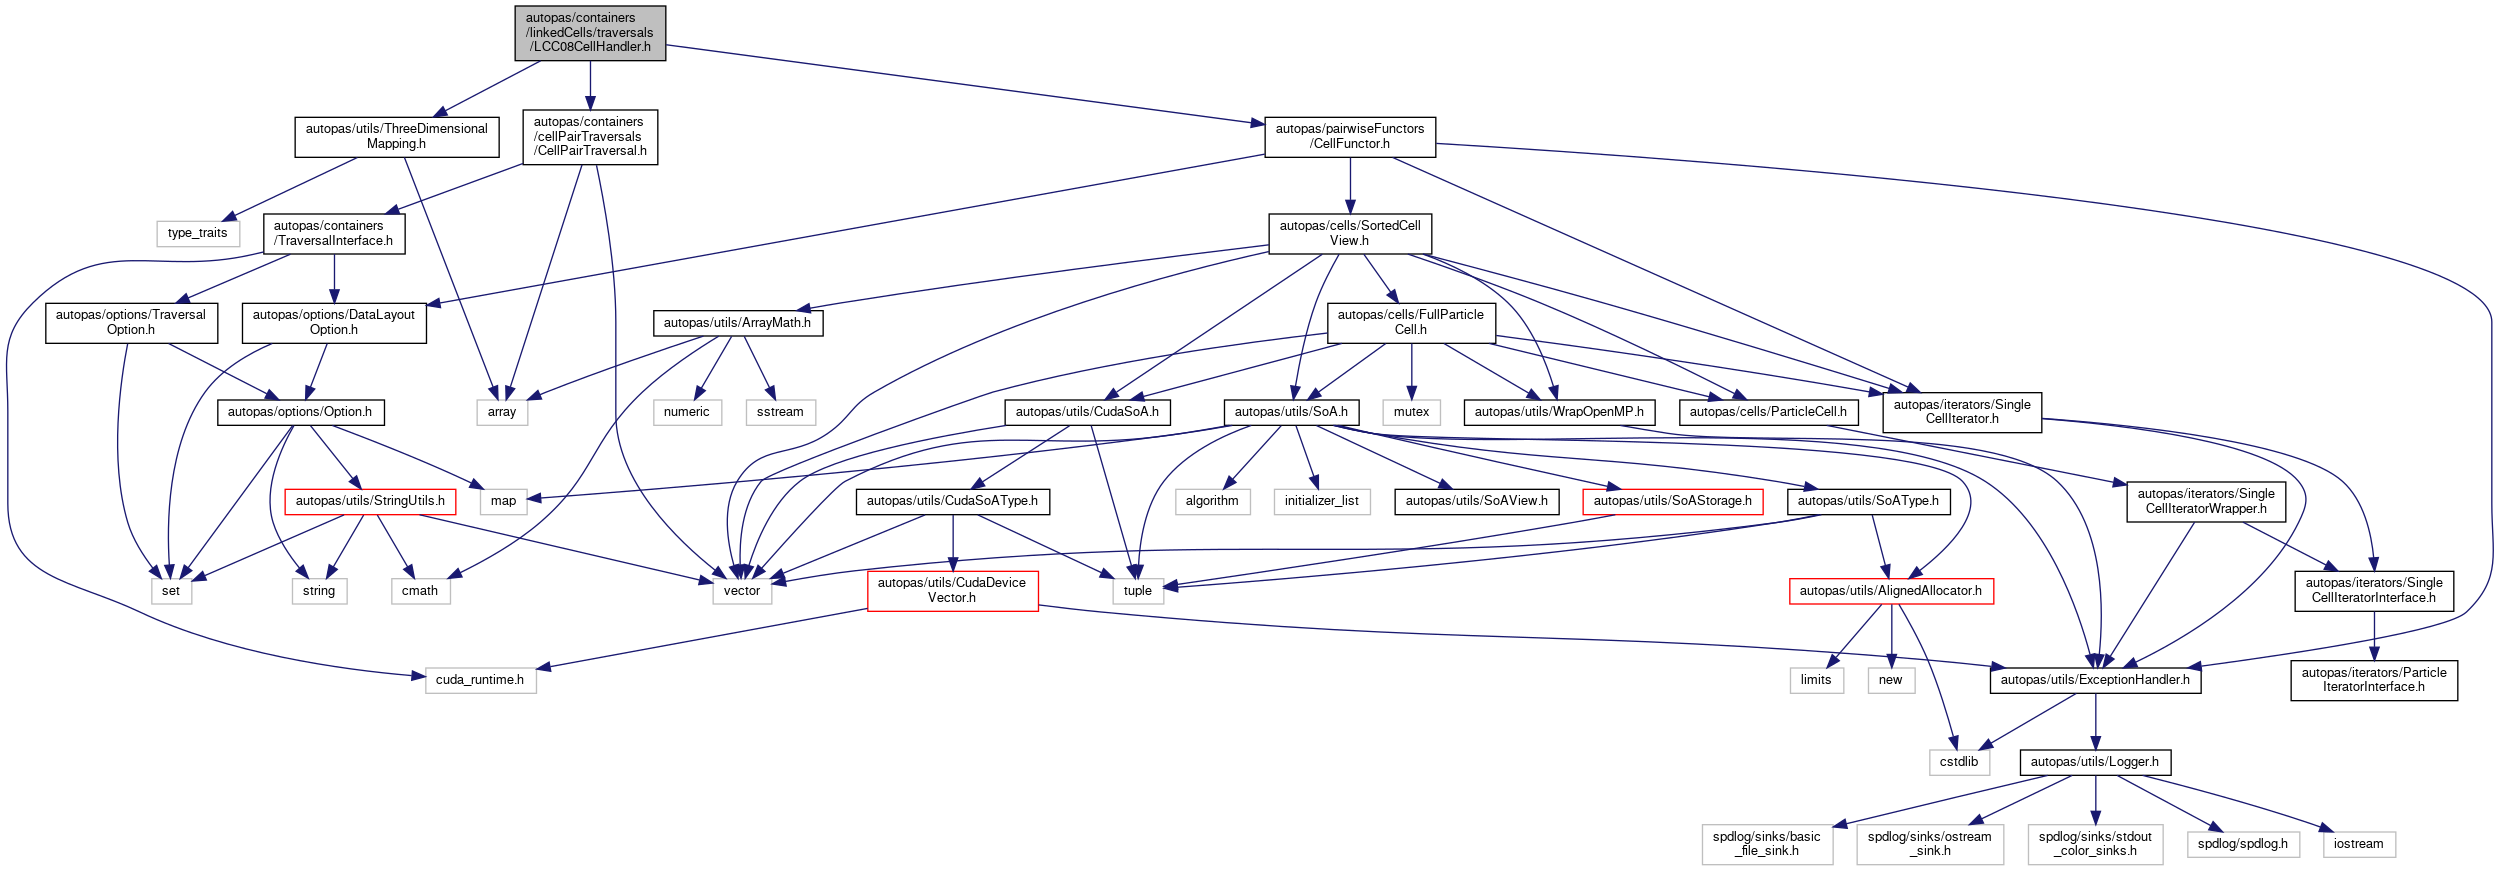 autopas/containers
/linkedCells/traversals
/LCC08CellHandler.h
autopas/utils/ThreeDimensional
Mapping.h
autopas/containers
/cellPairTraversals
/CellPairTraversal.h
autopas/pairwiseFunctors
/CellFunctor.h
type_traits
autopas/containers
/TraversalInterface.h
autopas/cells/SortedCell
View.h
autopas/options/Traversal
Option.h
autopas/options/DataLayout
Option.h
autopas/utils/ArrayMath.h
autopas/cells/FullParticle
Cell.h
autopas/options/Option.h
array
numeric
sstream
autopas/utils/CudaSoA.h
autopas/utils/SoA.h
mutex
autopas/utils/WrapOpenMP.h
autopas/cells/ParticleCell.h
autopas/iterators/Single
CellIterator.h
autopas/utils/StringUtils.h
map
autopas/utils/CudaSoAType.h
algorithm
initializer_list
autopas/utils/SoAView.h
autopas/utils/SoAStorage.h
autopas/utils/SoAType.h
autopas/iterators/Single
CellIteratorWrapper.h
set
string
cmath
vector
autopas/utils/CudaDevice
Vector.h
tuple
autopas/utils/AlignedAllocator.h
autopas/iterators/Single
CellIteratorInterface.h
cuda_runtime.h
limits
new
autopas/utils/ExceptionHandler.h
autopas/iterators/Particle
IteratorInterface.h
cstdlib
autopas/utils/Logger.h
spdlog/sinks/basic
_file_sink.h
spdlog/sinks/ostream
_sink.h
spdlog/sinks/stdout
_color_sinks.h
spdlog/spdlog.h
iostream